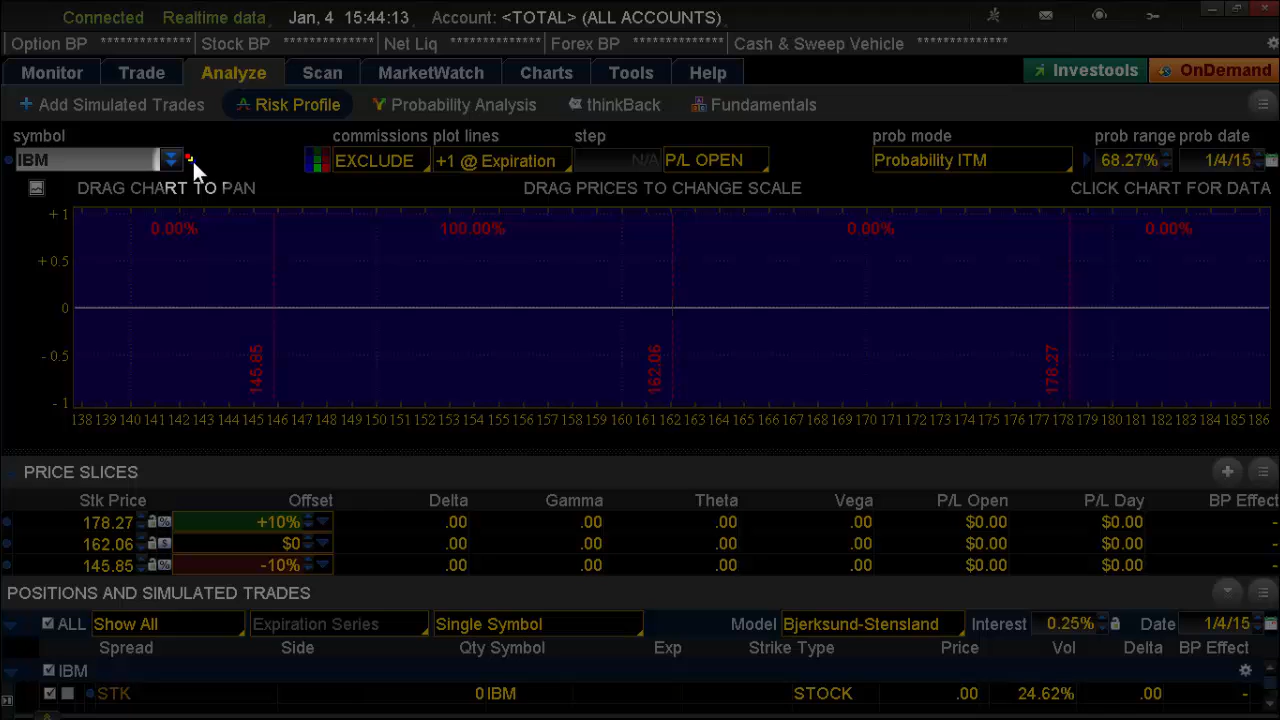 Connected Realtime data Jan, 4 15:44:13 Account: <TOTAL> (ALL ACCOUNTS)
Option BP ************** Stock BP ************** Net Liq ************** Forex BP ************** Cash & Sweep Vehicle **************
Monitor Trade Analyze Scan MarketWatch Charts Tools Help Investools OnDemand
+ Add Simulated Trades Risk Profile Probability Analysis thinkBack Fundamentals
symbol commissions plot lines step prob mode prob range prob date
IBM EXCLUDE +1 @ Expiration N/A P/L OPEN Probability ITM 68.27% 1/4/15
DRAG CHART TO PAN DRAG PRICES TO CHANGE SCALE CLICK CHART FOR DATA
+ 1
0.00% 100.00% 0.00% 0.00%
+ 0.5
0
- 0.5
145.85 162.06 178.27
- 1
138 139 140 141 142 143 144 145 146 147 148 149 150 151 152 153 154 155 156 157 158 159 160 161 162 163 164 165 166 167 168 169 170 171 172 173 174 175 176 177 178 179 180 181 182 183 184 185 186
PRICE SLICES
Stk Price Offset Delta Gamma Theta Vega P/L Open P/L Day BP Effect
178.27 % +10% .00 .00 .00 .00 $0.00 $0.00 -
162.06 $ $0 .00 .00 .00 .00 $0.00 $0.00 -
145.85 % -10% .00 .00 .00 .00 $0.00 $0.00 -
POSITIONS AND SIMULATED TRADES
ALL Show All Expiration Series Single Symbol Model Bjerksund-Stensland Interest 0.25% Date 1/4/15
Spread Side Qty Symbol Exp Strike Type Price Vol Delta BP Effect
IBM
STK 0 IBM STOCK .00 24.62% .00 -